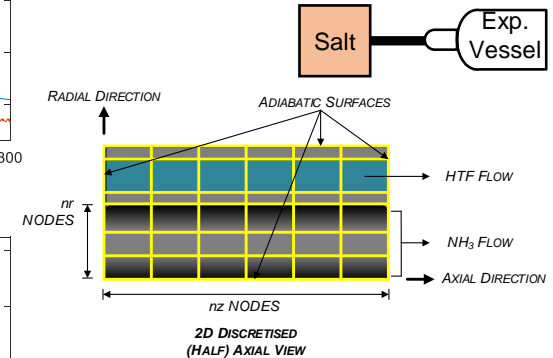 Salt
Exp.
Vessel
RADIAL DIRECTION
ADIABATIC SURFACES
800
HTF FLOW
nr
NODES
NH₃ FLOW
AXIAL DIRECTION
nz NODES
2D DISCRETISED
(HALF) AXIAL VIEW